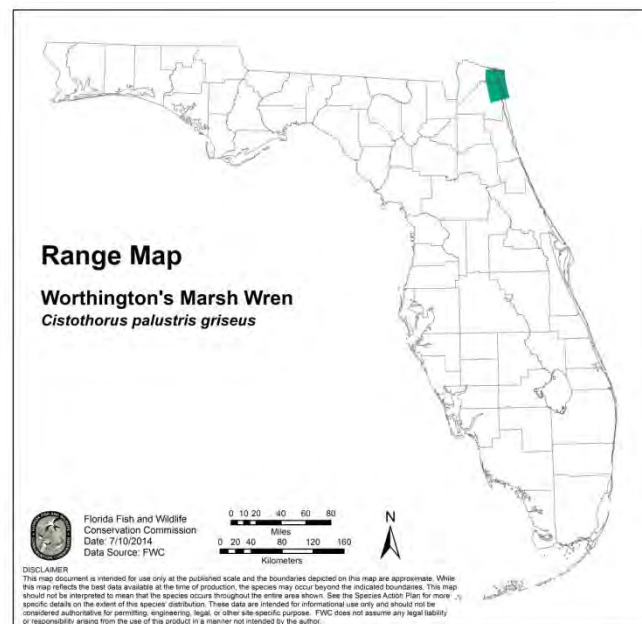 Range Map
Worthington's Marsh Wren
Cistothorus palustris griseus
Florida Fish and Wildlife
Conservation Commission
Date: 7/10/2014
Data Source: FWC
0 10 20 40 60 80
Miles
0 20 40 80 120 160
Kilometers
N
DISCLAIMER
This map document is intended for use only at the published scale and the boundaries depicted on this map are approximate. While
this map reflects the best data available at the time of production, the species may occur beyond the indicated boundaries. This map
should not be interpreted to mean that the species occurs throughout the entire area shown. See the Species Action Plan for more
specific details on the extent of this species' distribution. These data are intended for informational use only and should not be
considered authoritative for permitting, engineering, legal, or other site-specific purpose. FWC does not assume any legal liability
or responsibility arising from the use of this product in a manner not intended by the author.